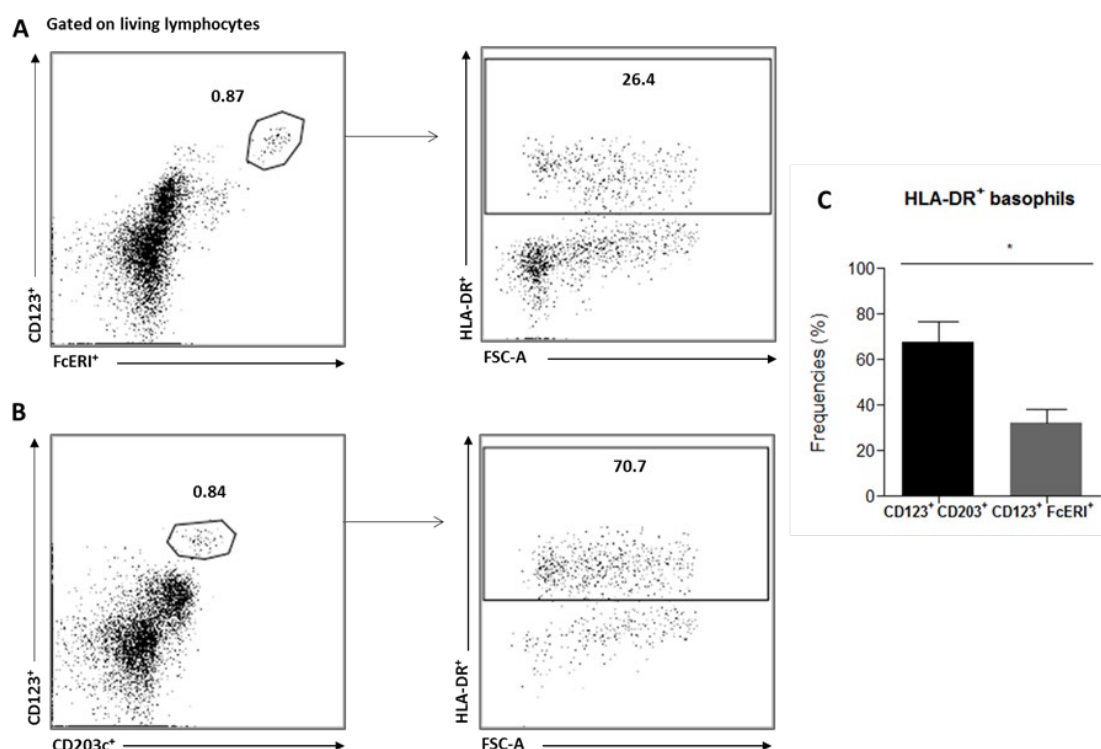 A Gated on living lymphocytes
0.87
CD123⁺
FcERI⁺
26.4
HLA-DR⁺
FSC-A
B
0.84
CD123⁺
CD203c⁺
70.7
HLA-DR⁺
FSC-A
C HLA-DR⁺ basophils
*
Frequencies (%)
100
80
60
40
20
0
CD123⁺ CD203⁺ CD123⁺ FcERI⁺